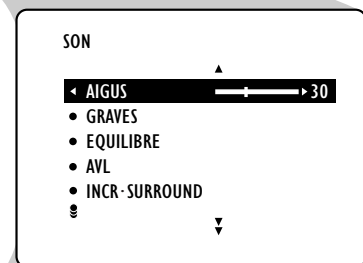 SON
AIGUS 30
GRAVES
EQUILIBRE
AVL
INCR·SURROUND